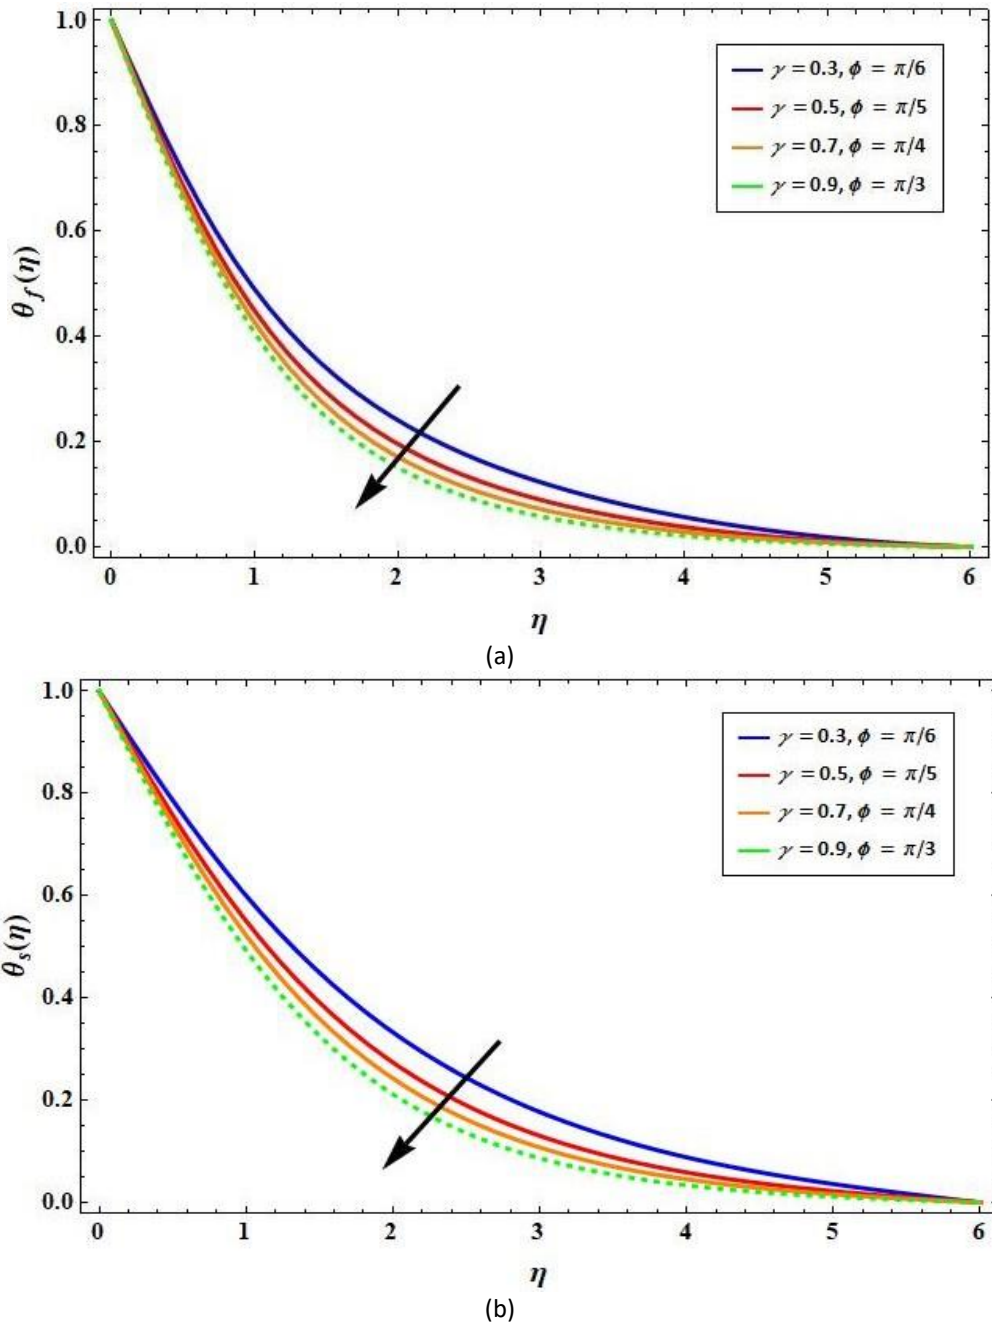 1.0
0.8
0.6
0.4
0.2
0.0
θ_f(η)
γ = 0.3, ϕ = π/6
γ = 0.5, ϕ = π/5
γ = 0.7, ϕ = π/4
γ = 0.9, ϕ = π/3
0 1 2 3 4 5 6
η
(a)
1.0
0.8
0.6
0.4
0.2
0.0
θ_s(η)
γ = 0.3, ϕ = π/6
γ = 0.5, ϕ = π/5
γ = 0.7, ϕ = π/4
γ = 0.9, ϕ = π/3
0 1 2 3 4 5 6
η
(b)